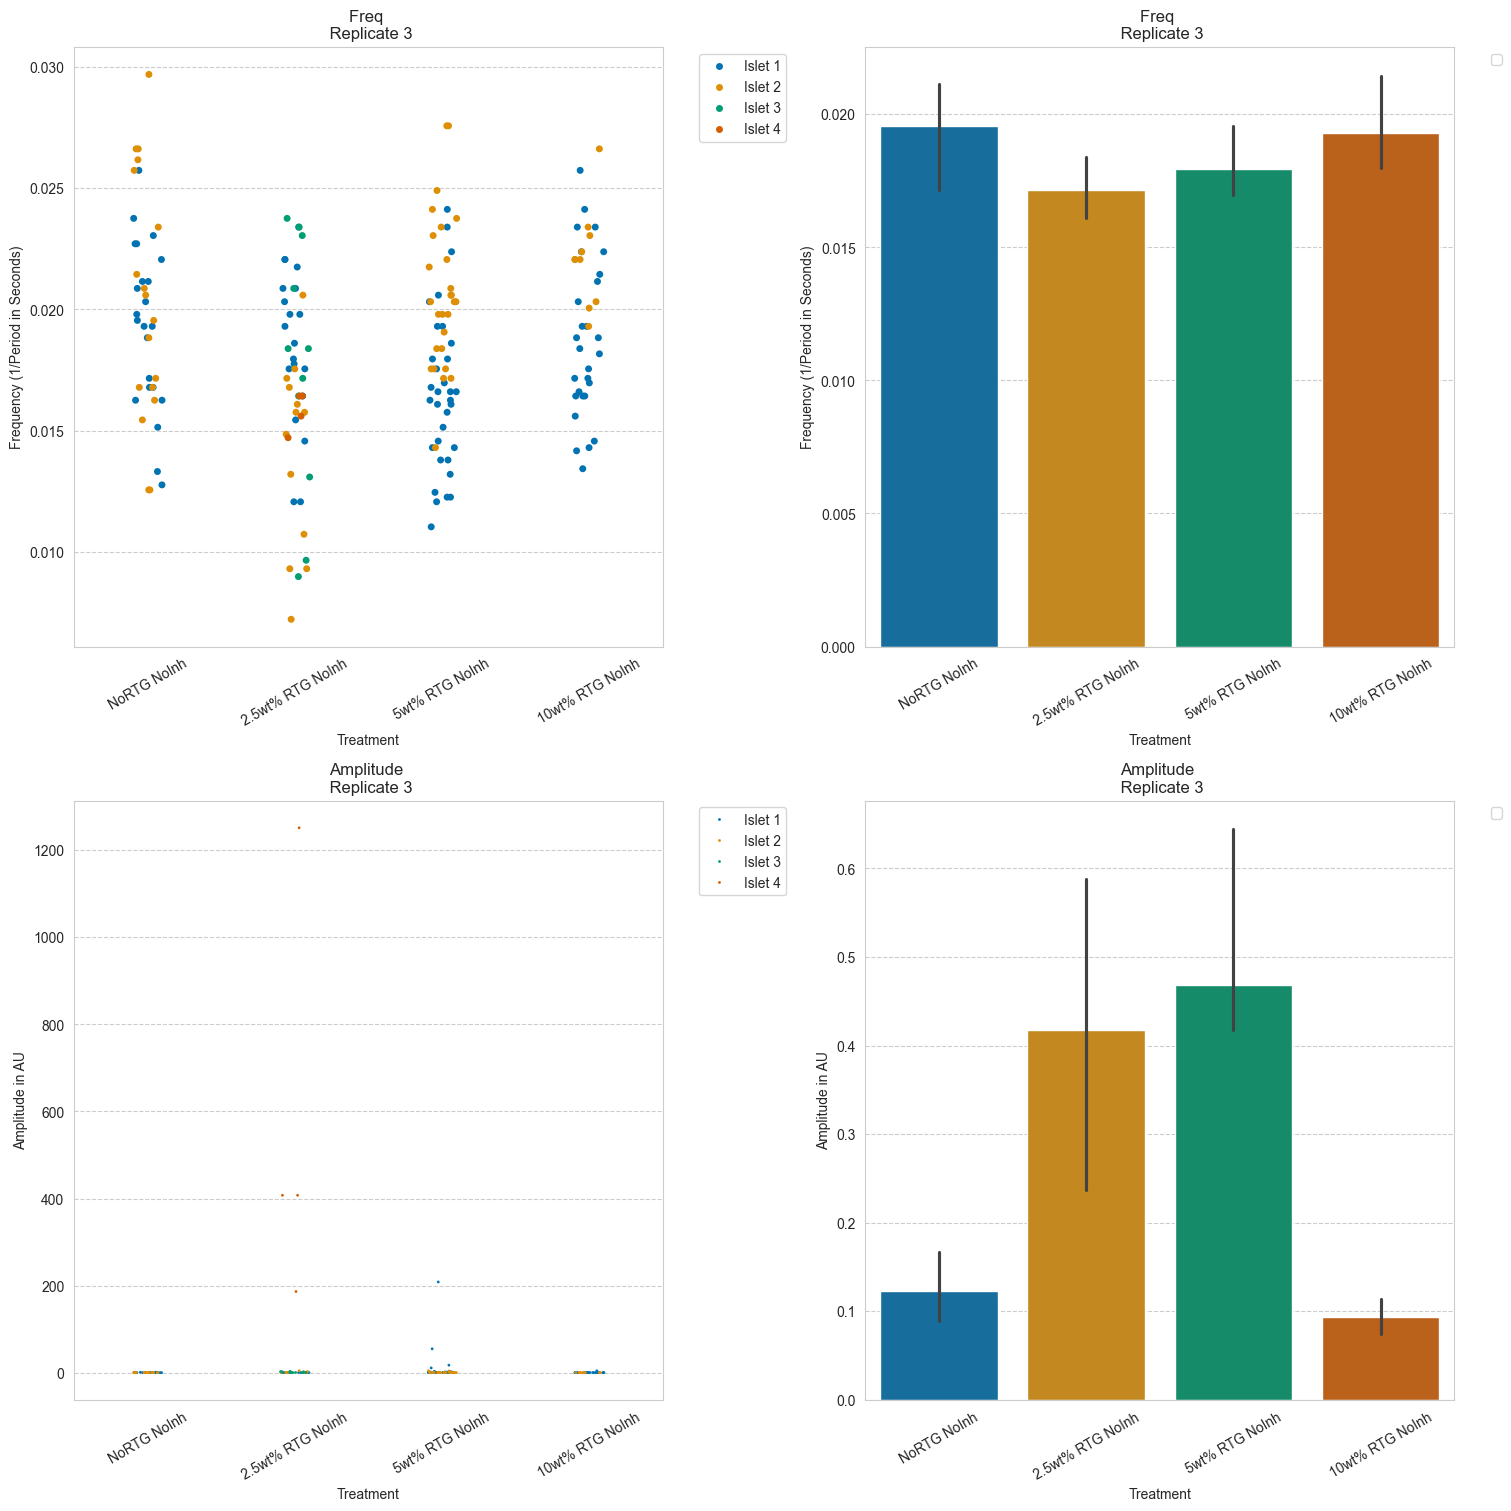 Freq
Replicate 3
0.030
0.025
0.020
0.015
0.010
Frequency (1/Period in Seconds)
NoRTG NoInh
2.5wt% RTG NoInh
5wt% RTG NoInh
10wt% RTG NoInh
Treatment
Islet 1
Islet 2
Islet 3
Islet 4
Freq
Replicate 3
0.020
0.015
0.010
0.005
0.000
Frequency (1/Period in Seconds)
NoRTG NoInh
2.5wt% RTG NoInh
5wt% RTG NoInh
10wt% RTG NoInh
Treatment
Amplitude
Replicate 3
1200
1000
800
600
400
200
0
Amplitude in AU
NoRTG NoInh
2.5wt% RTG NoInh
5wt% RTG NoInh
10wt% RTG NoInh
Treatment
Islet 1
Islet 2
Islet 3
Islet 4
Amplitude
Replicate 3
0.6
0.5
0.4
0.3
0.2
0.1
0.0
Amplitude in AU
NoRTG NoInh
2.5wt% RTG NoInh
5wt% RTG NoInh
10wt% RTG NoInh
Treatment